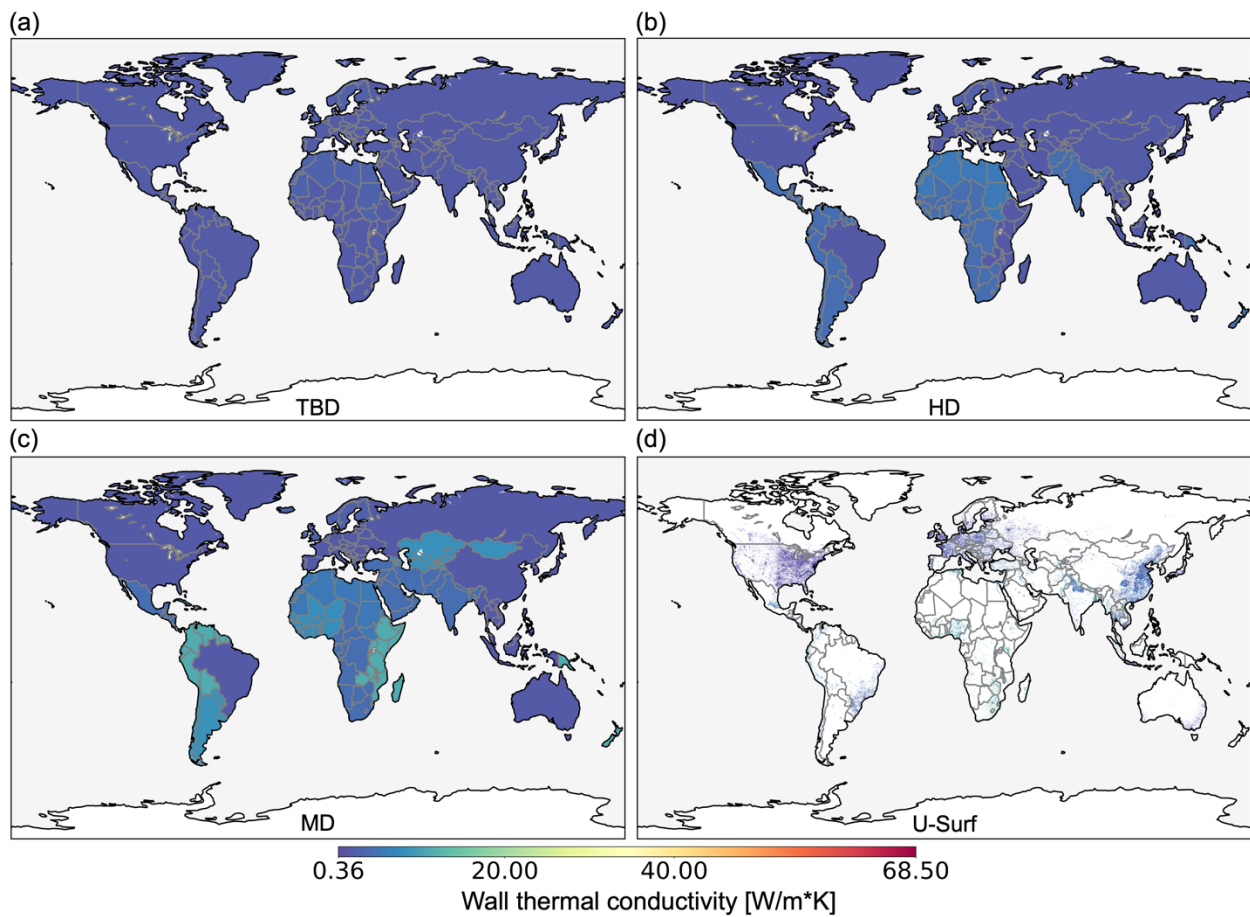 (a)
(b)
TBD
HD
(c)
(d)
MD
U-Surf
0.36 20.00 40.00 68.50
Wall thermal conductivity [W/m*K]